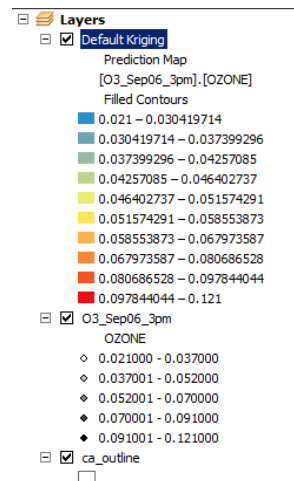 Layers
Default Kriging
Prediction Map
[O3_Sep06_3pm].[OZONE]
Filled Contours
0.021 – 0.030419714
0.030419714 – 0.037399296
0.037399296 – 0.04257085
0.04257085 – 0.046402737
0.046402737 – 0.051574291
0.051574291 – 0.058553873
0.058553873 – 0.067973587
0.067973587 – 0.080686528
0.080686528 – 0.097844044
0.097844044 – 0.121
O3_Sep06_3pm
OZONE
0.021000 - 0.037000
0.037001 - 0.052000
0.052001 - 0.070000
0.070001 - 0.091000
0.091001 - 0.121000
ca_outline